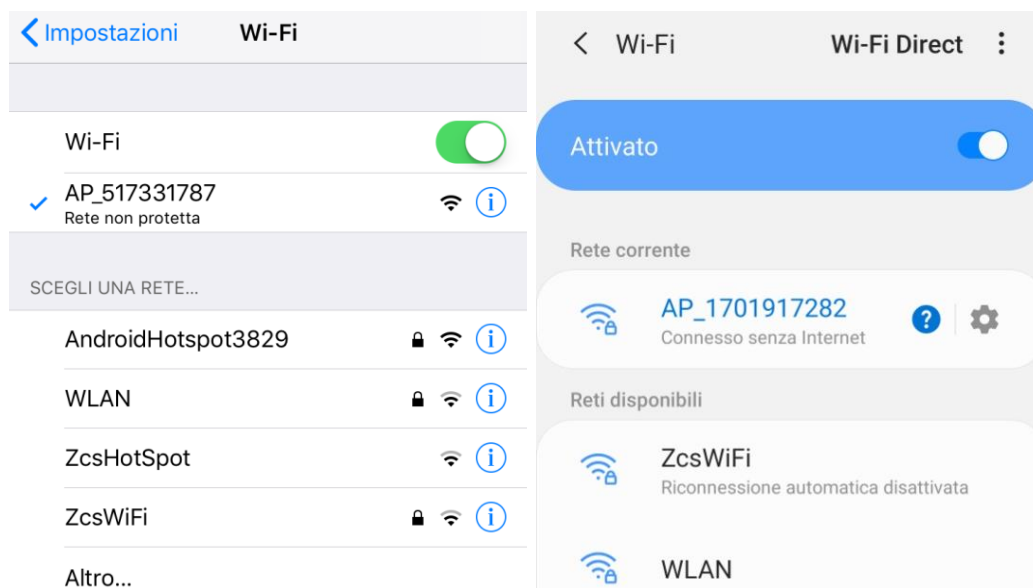 Impostazioni Wi-Fi
Wi-Fi
AP_517331787
Rete non protetta
SCEGLI UNA RETE...
AndroidHotspot3829
WLAN
ZcsHotSpot
ZcsWiFi
Altro...
Wi-Fi Wi-Fi Direct
Attivato
Rete corrente
AP_1701917282
Connesso senza Internet
Reti disponibili
ZcsWiFi
Riconnessione automatica disattivata
WLAN